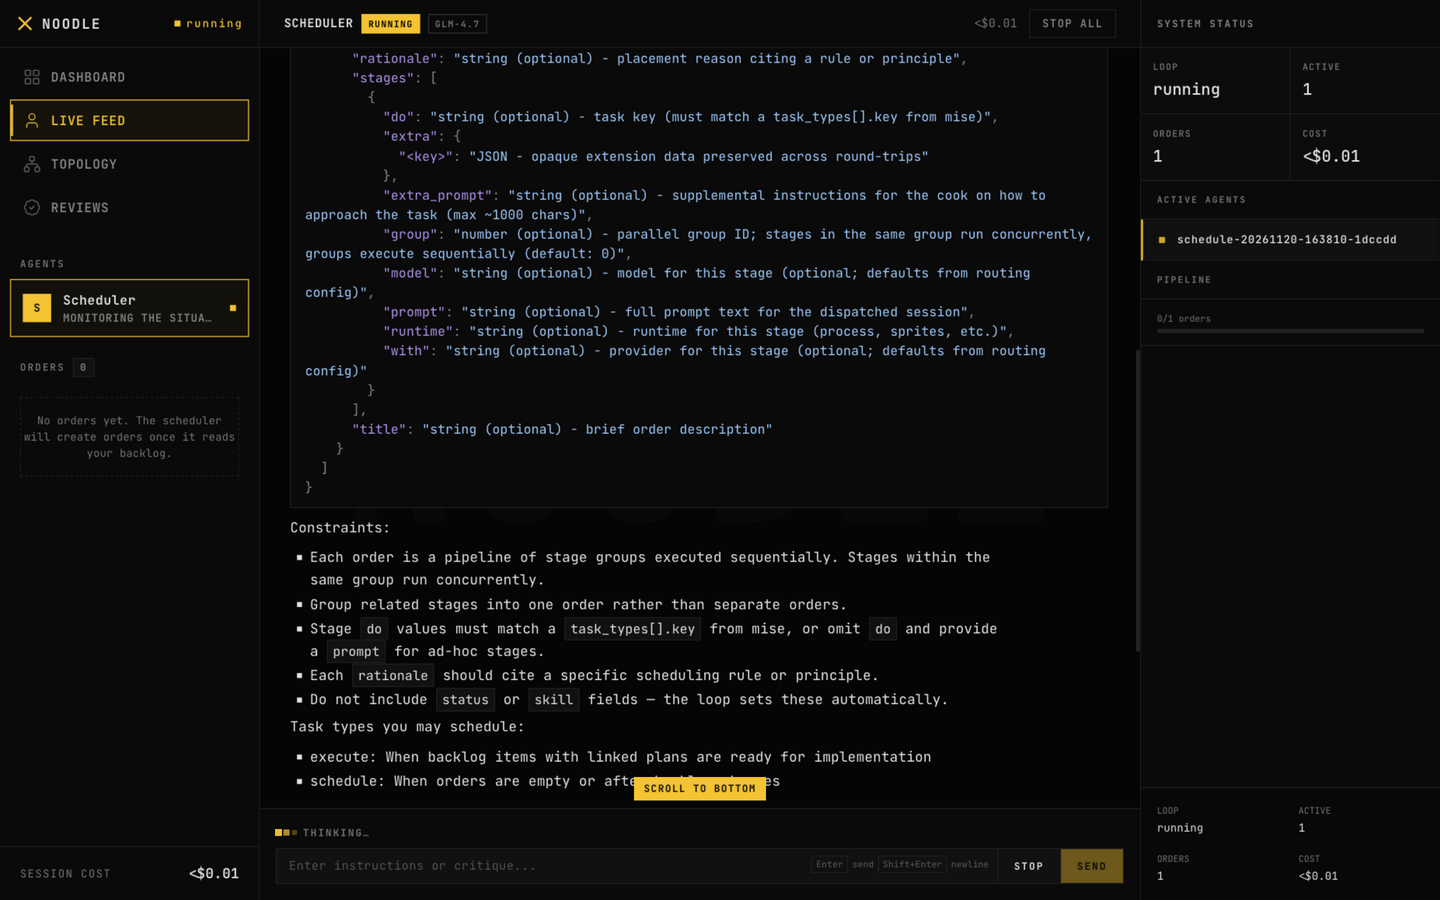 NOODLE
running
DASHBOARD
LIVE FEED
TOPOLOGY
REVIEWS
AGENTS
S
Scheduler
MONITORING THE SITUA…
ORDERS 0
No orders yet. The scheduler
will create orders once it reads
your backlog.
SESSION COST <$0.01
SCHEDULER RUNNING GLM-4.7 <$0.01 STOP ALL
"rationale": "string (optional) - placement reason citing a rule or principle",
"stages": [
{
"do": "string (optional) - task key (must match a task_types[].key from mise)",
"extra": {
"<key>": "JSON - opaque extension data preserved across round-trips"
},
"extra_prompt": "string (optional) - supplemental instructions for the cook on how to
approach the task (max ~1000 chars)",
"group": "number (optional) - parallel group ID; stages in the same group run concurrently,
groups execute sequentially (default: 0)",
"model": "string (optional) - model for this stage (optional; defaults from routing
config)",
"prompt": "string (optional) - full prompt text for the dispatched session",
"runtime": "string (optional) - runtime for this stage (process, sprites, etc.)",
"with": "string (optional) - provider for this stage (optional; defaults from routing
config)"
}
],
"title": "string (optional) - brief order description"
}
]
}
Constraints:
▪ Each order is a pipeline of stage groups executed sequentially. Stages within the
same group run concurrently.
▪ Group related stages into one order rather than separate orders.
▪ Stage do values must match a task_types[].key from mise, or omit do and provide
a prompt for ad-hoc stages.
▪ Each rationale should cite a specific scheduling rule or principle.
▪ Do not include status or skill fields — the loop sets these automatically.
Task types you may schedule:
▪ execute: When backlog items with linked plans are ready for implementation
▪ schedule: When orders are empty or
SCROLL TO BOTTOM
THINKING…
Enter instructions or critique... Enter send Shift+Enter newline STOP SEND
SYSTEM STATUS
LOOP ACTIVE
running 1
ORDERS COST
1 <$0.01
ACTIVE AGENTS
schedule-20261120-163810-1dccdd
PIPELINE
0/1 orders
LOOP ACTIVE
running 1
ORDERS COST
1 <$0.01